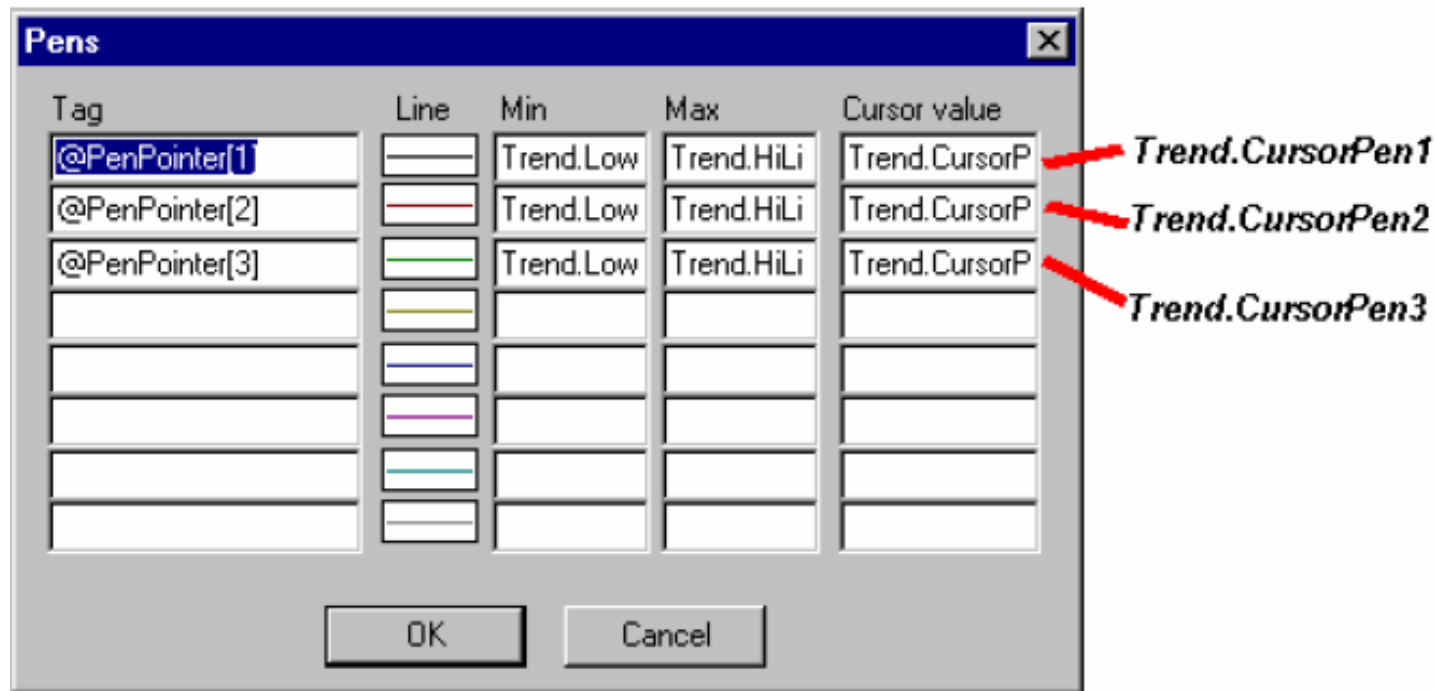 Pens
Tag Line Min Max Cursor value
@PenPointer[1] Trend.Low Trend.HiLi Trend.CursorP Trend.CursorPen1
@PenPointer[2] Trend.Low Trend.HiLi Trend.CursorP Trend.CursorPen2
@PenPointer[3] Trend.Low Trend.HiLi Trend.CursorP Trend.CursorPen3
OK Cancel